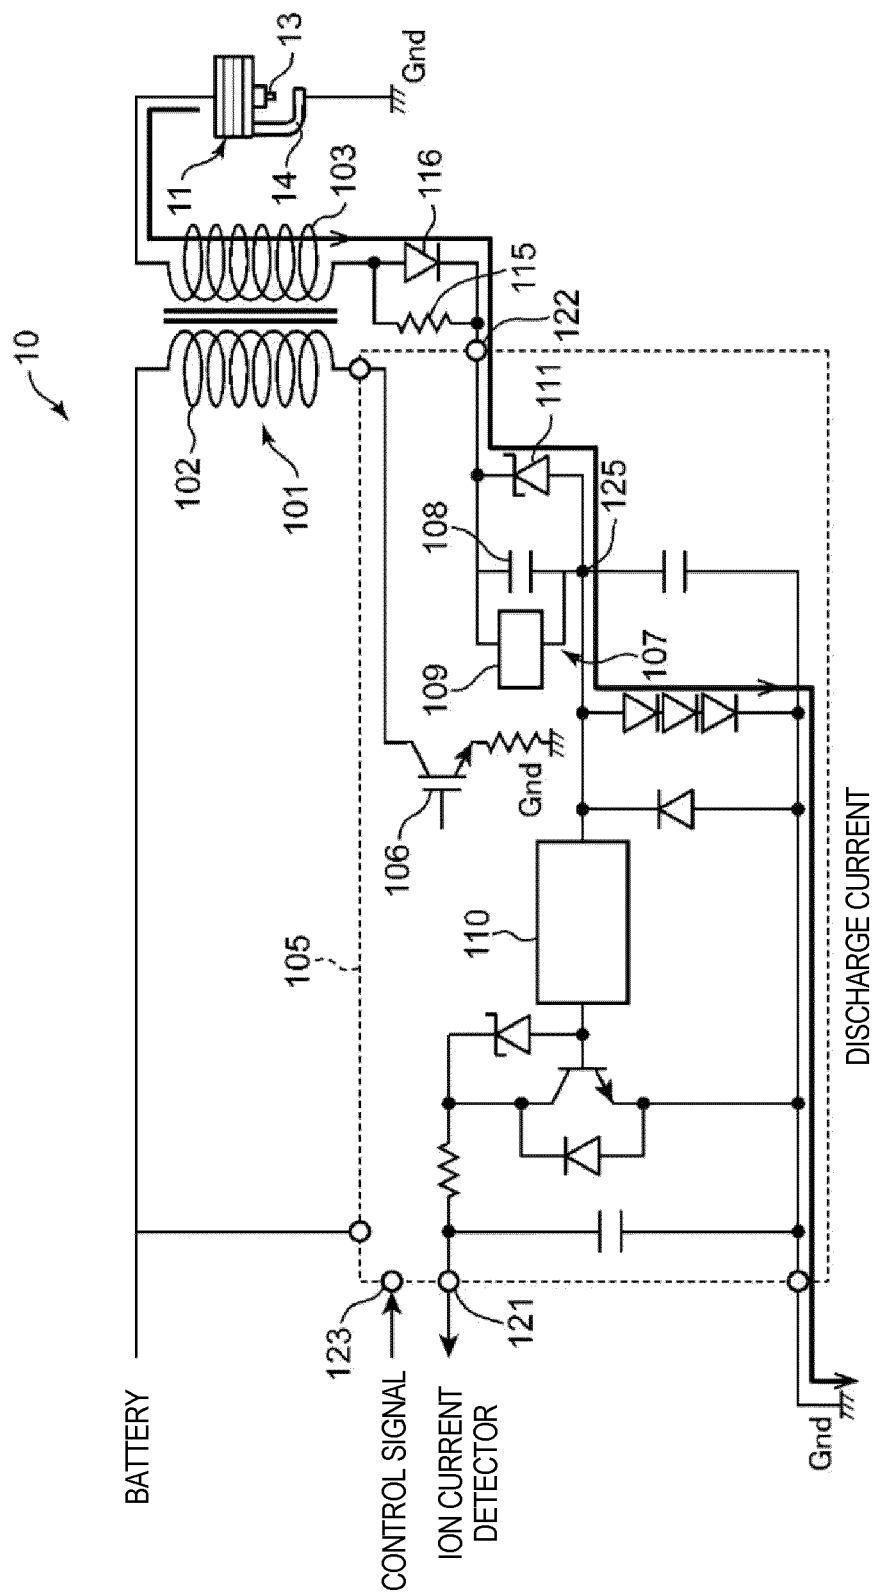 10
11
13
Gnd
14
103
116
115
122
102
101
111
125
108
109
107
Gnd
106
110
105
123
121
BATTERY
CONTROL SIGNAL
ION CURRENT
DETECTOR
Gnd
DISCHARGE CURRENT